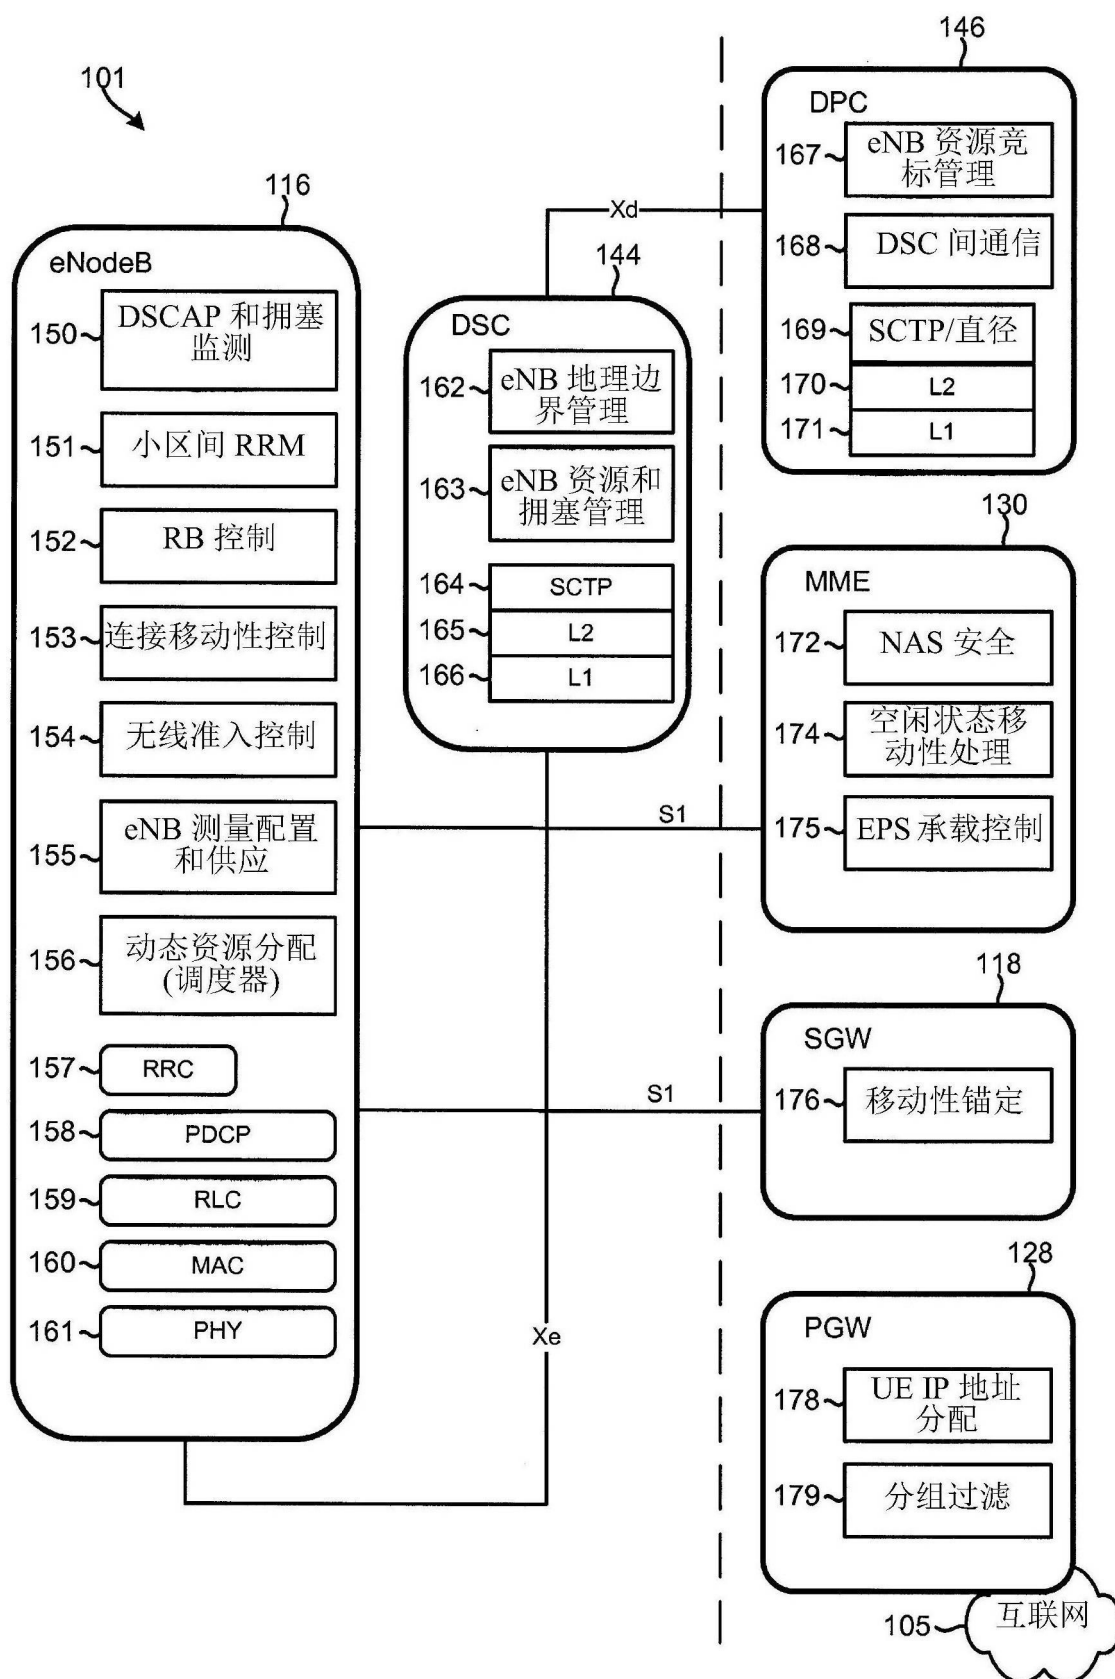 101
116
eNodeB
150
DSCAP 和拥塞
监测
151
小区间 RRM
152
RB 控制
153
连接移动性控制
154
无线准入控制
155
eNB 测量配置
和供应
156
动态资源分配
(调度器)
157
RRC
158
PDCP
159
RLC
160
MAC
161
PHY
144
DSC
162
eNB 地理边
界管理
163
eNB 资源和
拥塞管理
164
SCTP
165
L2
166
L1
Xd
S1
S1
Xe
146
DPC
167
eNB 资源竞
标管理
168
DSC 间通信
169
SCTP/直径
170
L2
171
L1
130
MME
172
NAS 安全
174
空闲状态移
动性处理
175
EPS 承载控制
118
SGW
176
移动性锚定
128
PGW
178
UE IP 地址
分配
179
分组过滤
105
互联网